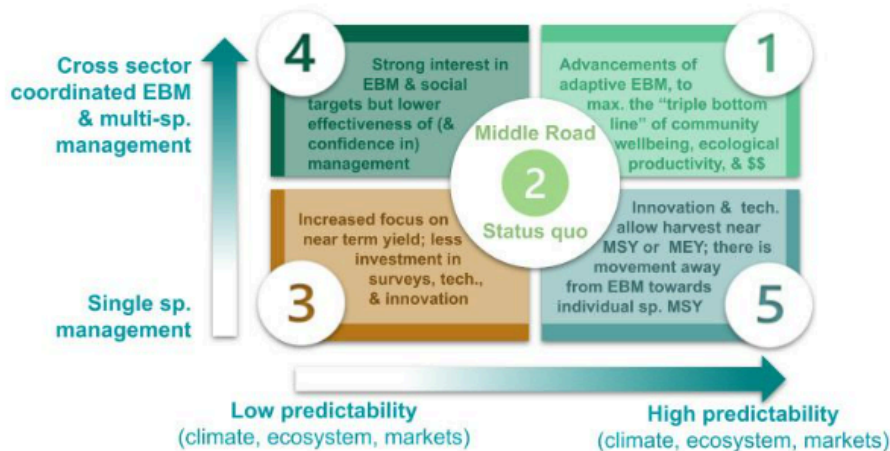 Cross sector
coordinated EBM
& multi-sp.
management
Single sp.
management
4
Strong interest in
EBM & social
targets but lower
effectiveness of (&
confidence in)
management
1
Advancements of
adaptive EBM, to
max. the “triple bottom
line” of community
wellbeing, ecological
productivity, & $$
Middle Road
2
Status quo
3
Increased focus on
near term yield; less
investment in
surveys, tech.,
& innovation
5
Innovation & tech.
allow harvest near
MSY or MEY; there is
movement away
from EBM towards
individual sp. MSY
Low predictability
(climate, ecosystem, markets)
High predictability
(climate, ecosystem, markets)